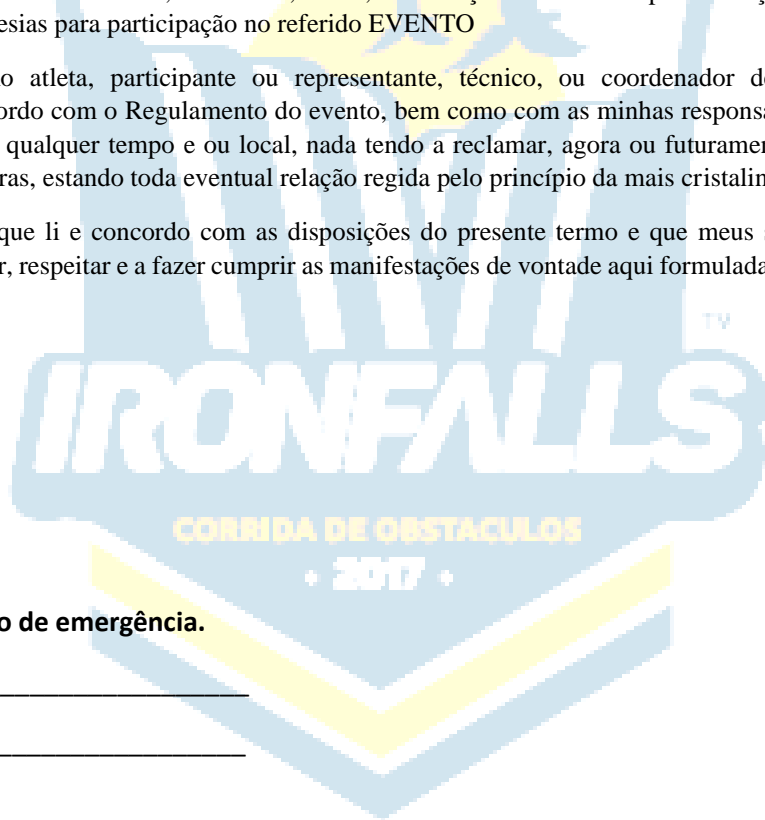 esias para participação no referido EVENTO
o atleta, participante ou representante, técnico, ou coordenador de
ordo com o Regulamento do evento, bem como com as minhas responsa
qualquer tempo e ou local, nada tendo a reclamar, agora ou futuramen
ras, estando toda eventual relação regida pelo princípio da mais cristalin
que li e concordo com as disposições do presente termo e que meus s
r, respeitar e a fazer cumprir as manifestações de vontade aqui formulada
TM
IRONFALLS
CORRIDA DE OBSTACULOS
• 2017 •
o de emergência.